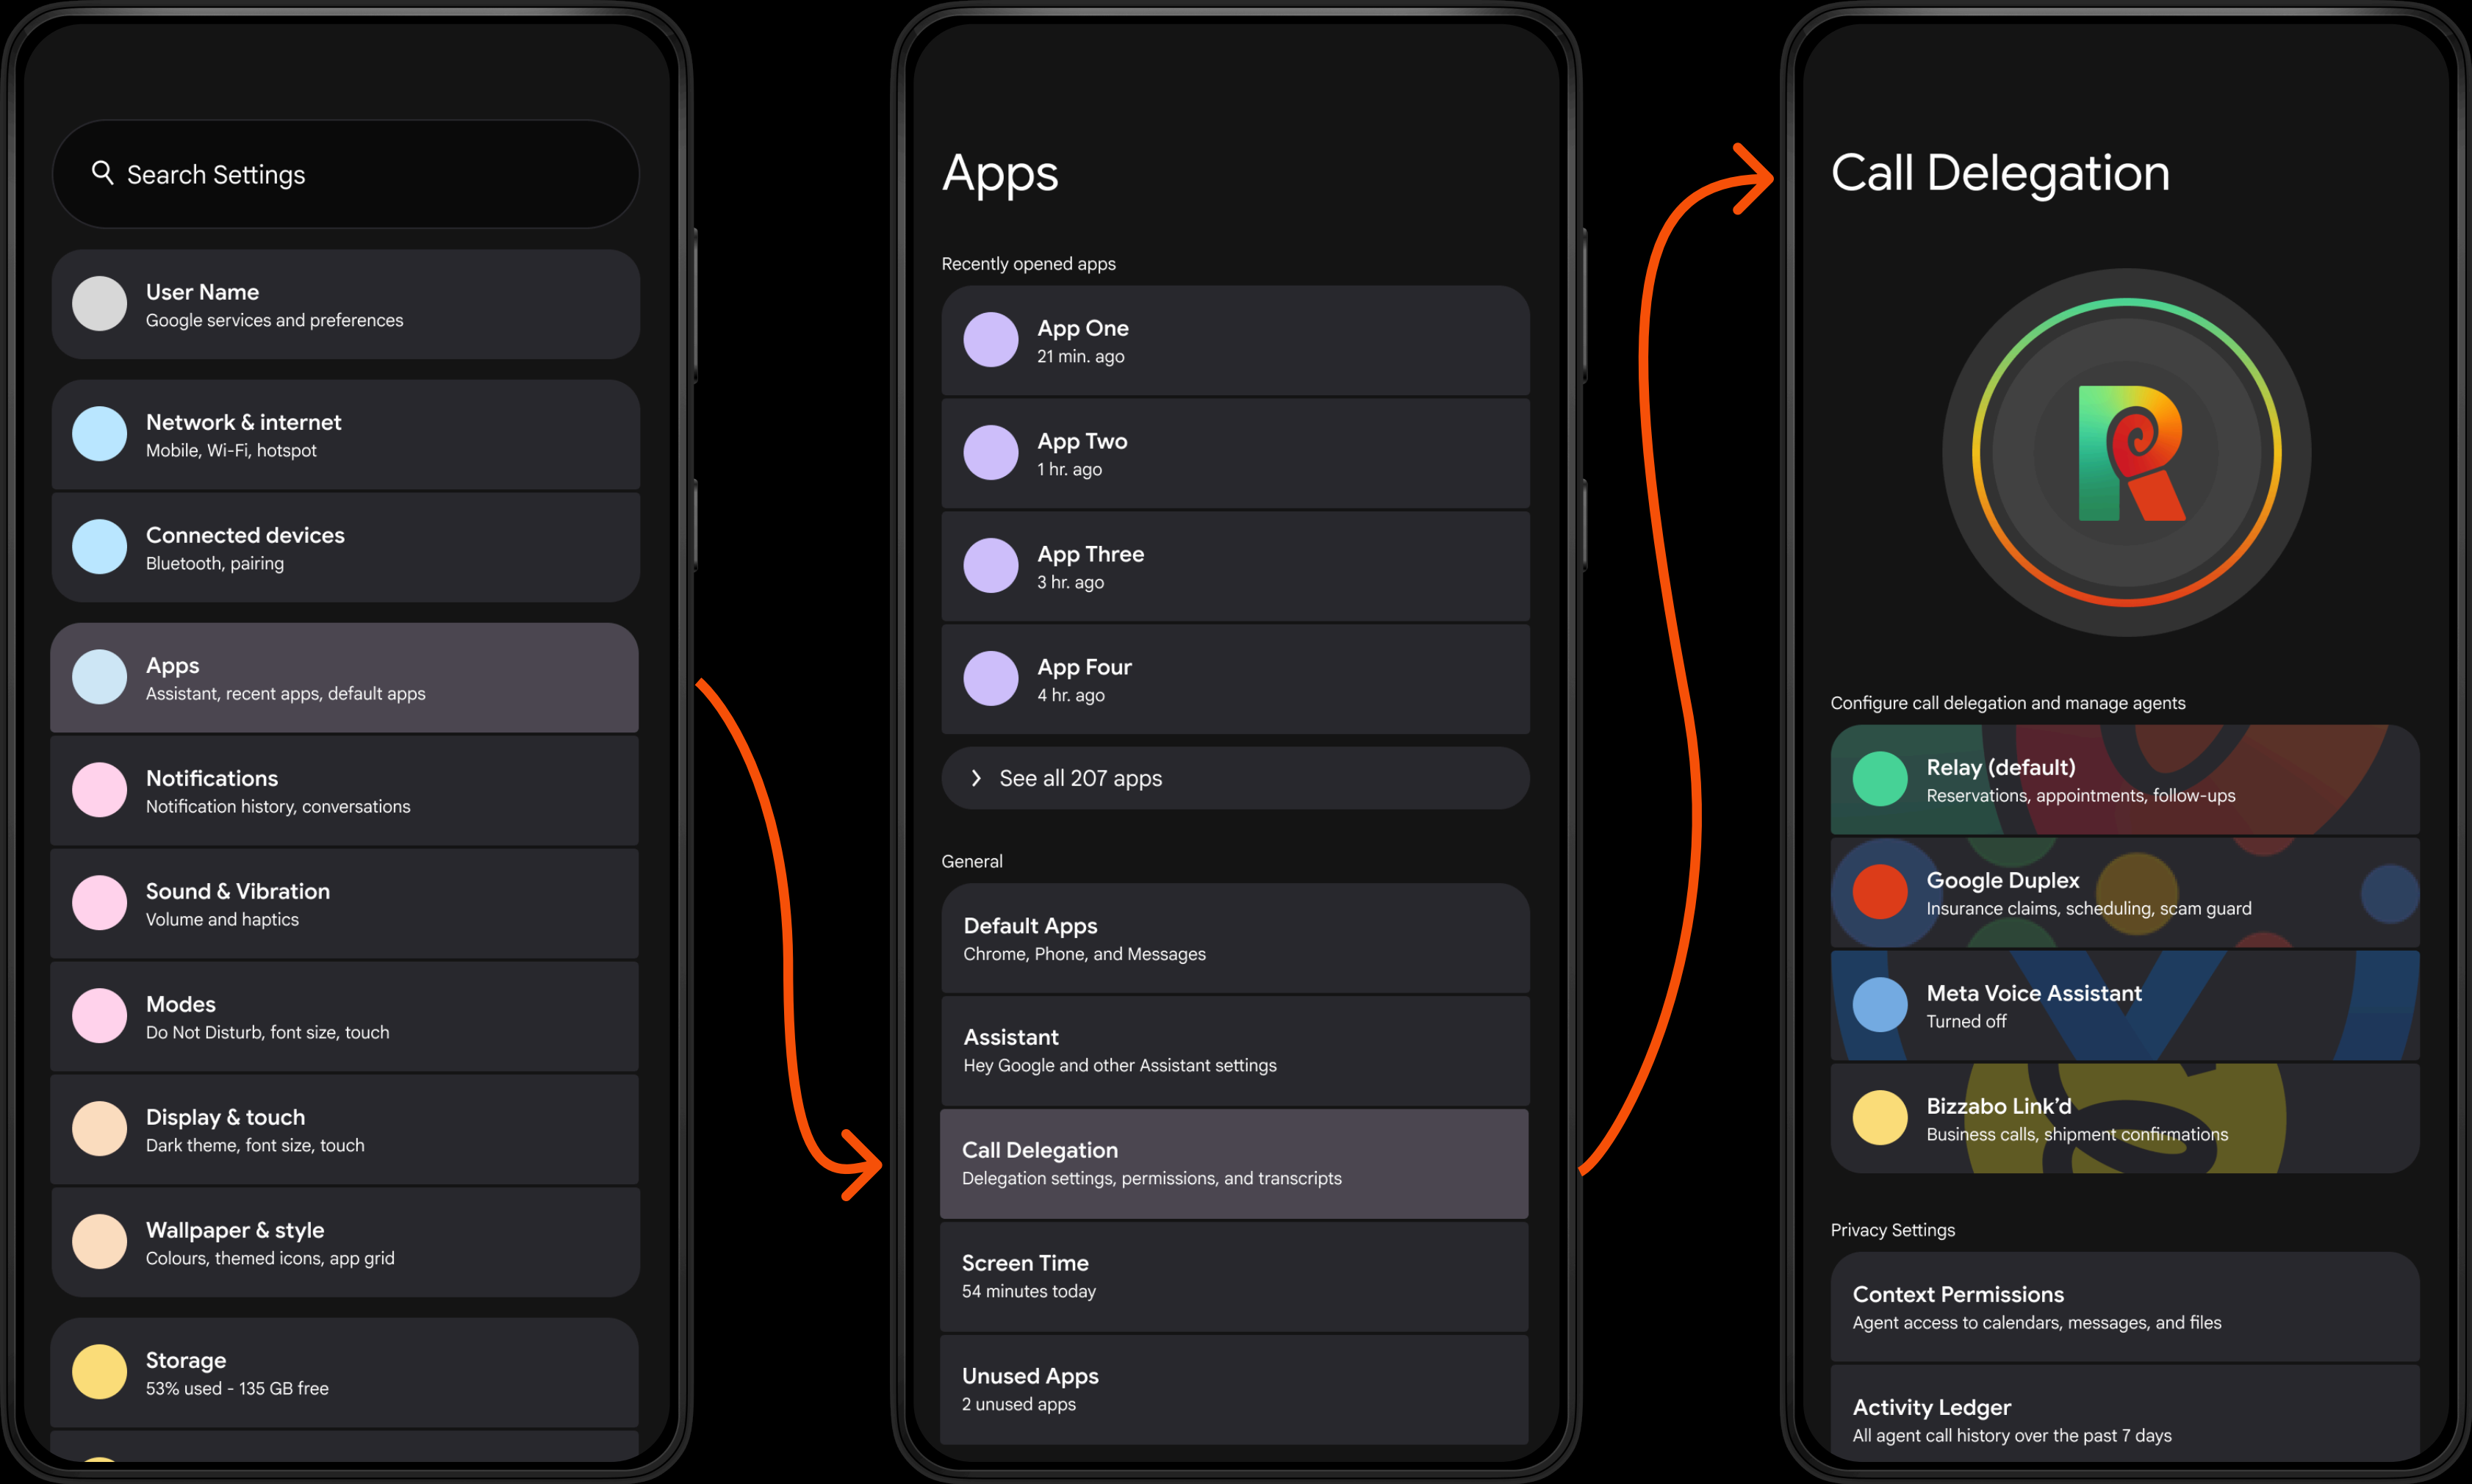 Search Settings
User Name
Google services and preferences
Network & internet
Mobile, Wi-Fi, hotspot
Connected devices
Bluetooth, pairing
Apps
Assistant, recent apps, default apps
Notifications
Notification history, conversations
Sound & Vibration
Volume and haptics
Modes
Do Not Disturb, font size, touch
Display & touch
Dark theme, font size, touch
Wallpaper & style
Colours, themed icons, app grid
Storage
53% used - 135 GB free
Apps
Recently opened apps
App One
21 min. ago
App Two
1 hr. ago
App Three
3 hr. ago
App Four
4 hr. ago
See all 207 apps
General
Default Apps
Chrome, Phone, and Messages
Assistant
Hey Google and other Assistant settings
Call Delegation
Delegation settings, permissions, and transcripts
Screen Time
54 minutes today
Unused Apps
2 unused apps
Call Delegation
R
Configure call delegation and manage agents
Relay (default)
Reservations, appointments, follow-ups
Google Duplex
Insurance claims, scheduling, scam guard
Meta Voice Assistant
Turned off
Bizzabo Link’d
Business calls, shipment confirmations
Privacy Settings
Context Permissions
Agent access to calendars, messages, and files
Activity Ledger
All agent call history over the past 7 days